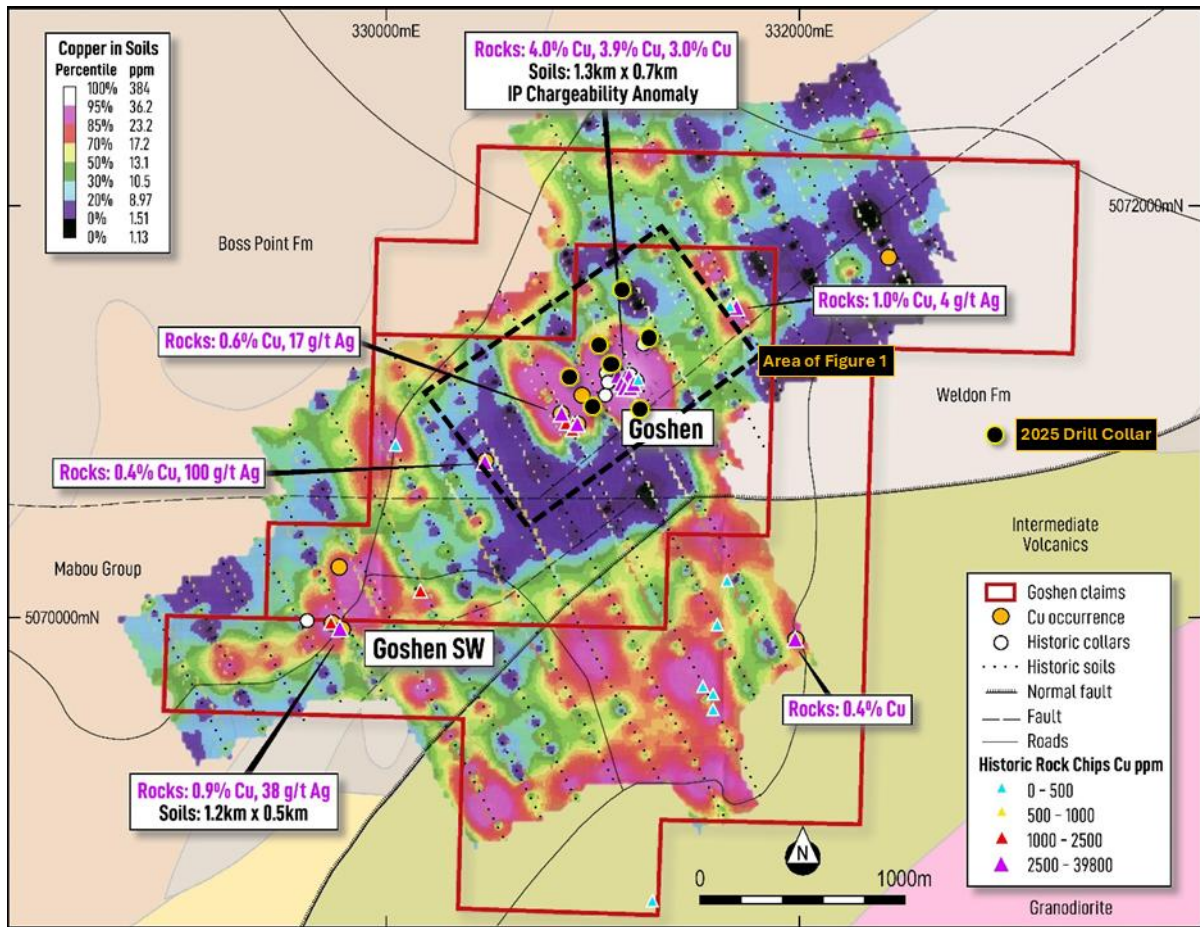 330000mE
332000mE
Copper in Soils
Percentile ppm
100% 384
95% 36.2
85% 23.2
70% 17.2
50% 13.1
30% 10.5
20% 8.97
0% 1.51
0% 1.13
Rocks: 4.0% Cu, 3.9% Cu, 3.0% Cu
Soils: 1.3km x 0.7km
IP Chargeability Anomaly
5072000mN
Boss Point Fm
Rocks: 1.0% Cu, 4 g/t Ag
Rocks: 0.6% Cu, 17 g/t Ag
Area of Figure 1
Weldon Fm
Goshen
2025 Drill Collar
Rocks: 0.4% Cu, 100 g/t Ag
Intermediate
Volcanics
Mabou Group
5070000mN
Goshen SW
Rocks: 0.4% Cu
Rocks: 0.9% Cu, 38 g/t Ag
Soils: 1.2km x 0.5km
Goshen claims
Cu occurrence
Historic collars
Historic soils
Normal fault
Fault
Roads
Historic Rock Chips Cu ppm
0 - 500
500 - 1000
1000 - 2500
2500 - 39800
N
0 1000m
Granodiorite